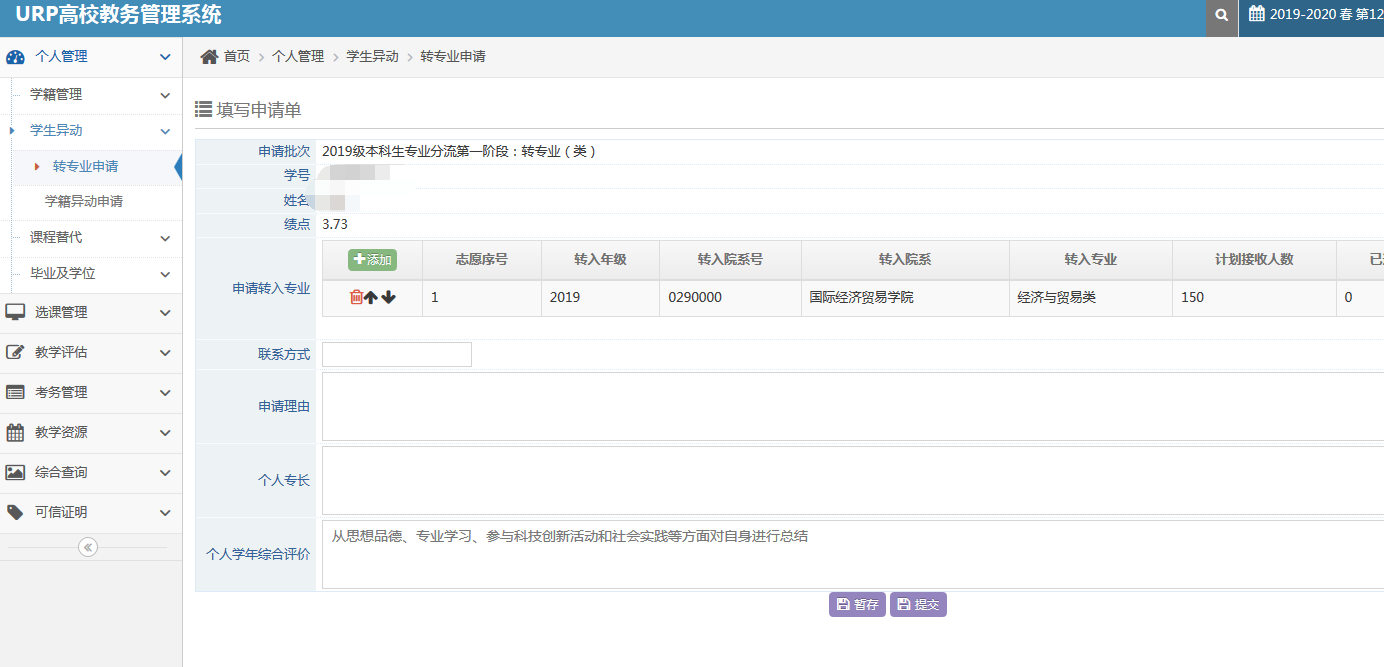 URP高校教务管理系统
2019-2020 春 第12
个人管理
首页 > 个人管理 > 学生异动 > 转专业申请
学籍管理
学生异动
转专业申请
学籍异动申请
课程替代
毕业及学位
选课管理
教学评估
考务管理
教学资源
综合查询
可信证明
填写申请单
申请批次 2019级本科生专业分流第一阶段：转专业（类）
学号
姓名
绩点 3.73
申请转入专业
添加 志愿序号 转入年级 转入院系号 转入院系 转入专业 计划接收人数
1 2019 0290000 国际经济贸易学院 经济与贸易类 150 0
联系方式
申请理由
个人专长
个人学年综合评价
从思想品德、专业学习、参与科技创新活动和社会实践等方面对自身进行总结
暂存 提交